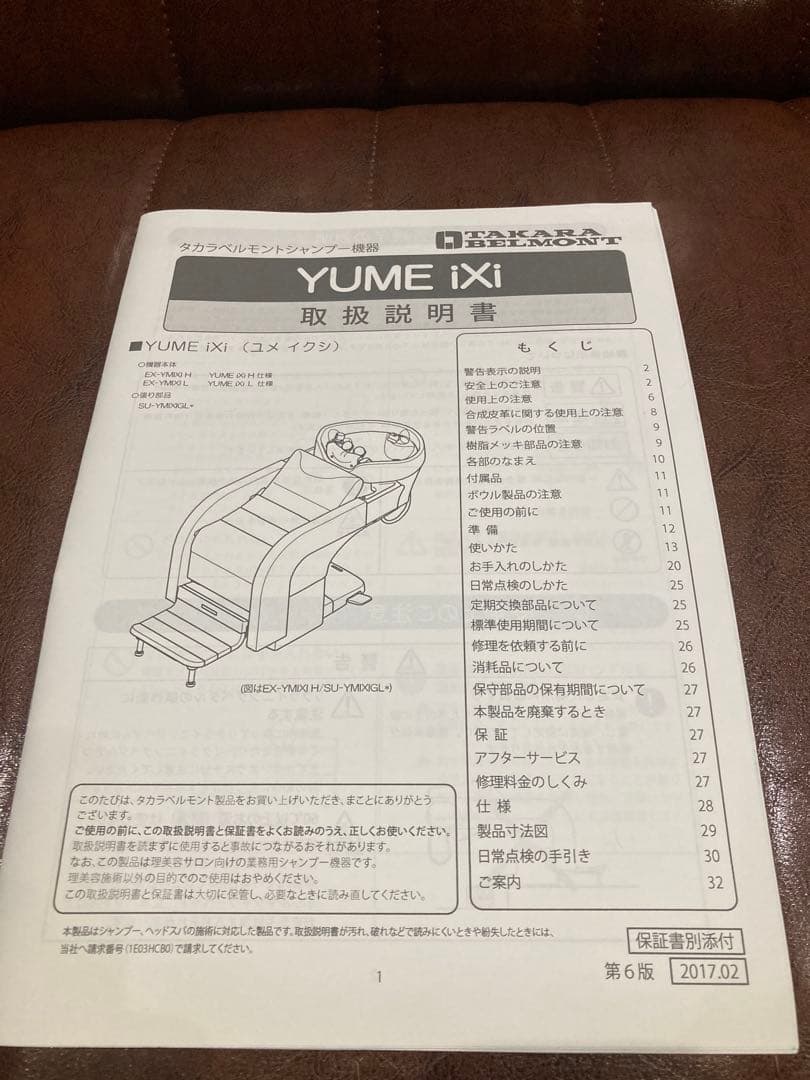 タカラベルモントシャンプー機器
TAKARA BELMONT
YUME iXi
取扱説明書
■YUME iXi （ユメ イクシ）
○機器本体
EX-YMIXI H YUME iXi H 仕様
EX-YMIXI L YUME iXi L 仕様
○張り部品
SU-YMIXIGL*
(図はEX-YMIXI H/SU-YMIXIGL*)
もくじ
警告表示の説明 2
安全上のご注意 2
使用上の注意 6
合成皮革に関する使用上の注意 8
警告ラベルの位置 9
樹脂メッキ部品の注意 9
各部のなまえ 10
付属品 11
ボウル製品の注意 11
ご使用の前に 11
準備 12
使いかた 13
お手入れのしかた 20
日常点検のしかた 25
定期交換部品について 25
標準使用期間について 25
修理を依頼する前に 26
消耗品について 26
保守部品の保有期間について 27
本製品を廃棄するとき 27
保証 27
アフターサービス 27
修理料金のしくみ 27
仕様 28
製品寸法図 29
日常点検の手引き 30
ご案内 32
このたびは、タカラベルモント製品をお買い上げいただき、まことにありがとう
ございます。
ご使用の前に、この取扱説明書と保証書をよくお読みのうえ、正しくお使いください。
取扱説明書を読まずに使用すると事故につながるおそれがあります。
なお、この製品は理美容サロン向けの業務用シャンプー機器です。
理美容施術以外の目的でのご使用はおやめください。
この取扱説明書と保証書は大切に保管し、必要なときに読み直してください。
本製品はシャンプー、ヘッドスパの施術に対応した製品です。取扱説明書が汚れ、破れなどで読みにくいときや紛失したときには、
当社へ請求番号（1E03HCB0）で請求してください。
保証書別添付
第6版 2017.02
1